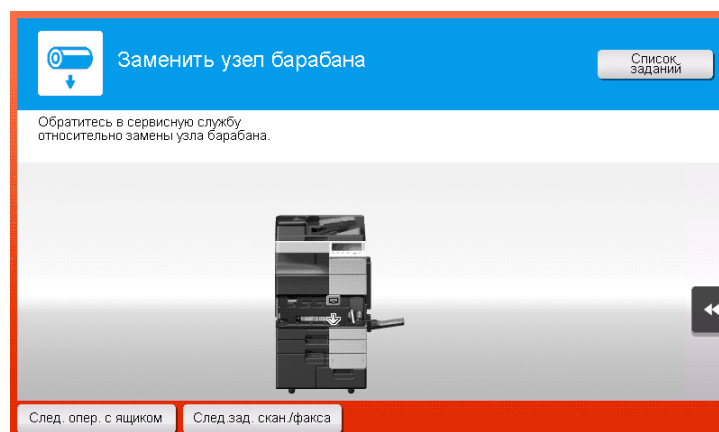 Заменить узел барабана
Список
заданий
Обратитесь в сервисную службу
относительно замены узла барабана.
След. опер. с ящиком
След.зад. скан./факса